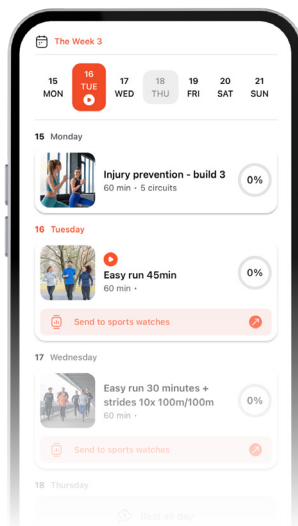 The Week 3
15 16 17 18 19 20 21
MON TUE WED THU FRI SAT SUN
15 Monday
Injury prevention - build 3
60 min • 5 circuits
0%
16 Tuesday
Easy run 45min
60 min •
0%
Send to sports watches
17 Wednesday
Easy run 30 minutes +
strides 10x 100m/100m
60 min •
0%
Send to sports watches
18 Thursday
Rest all day